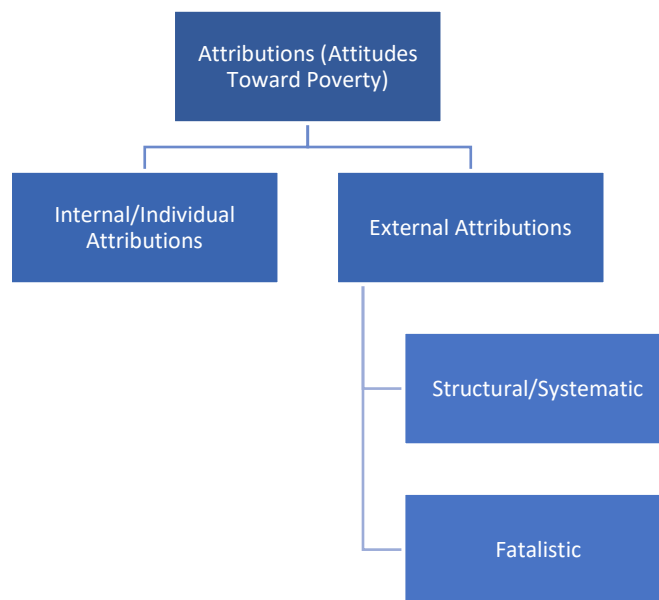 Attributions (Attitudes
Toward Poverty)
Internal/Individual
Attributions
External Attributions
Structural/Systematic
Fatalistic